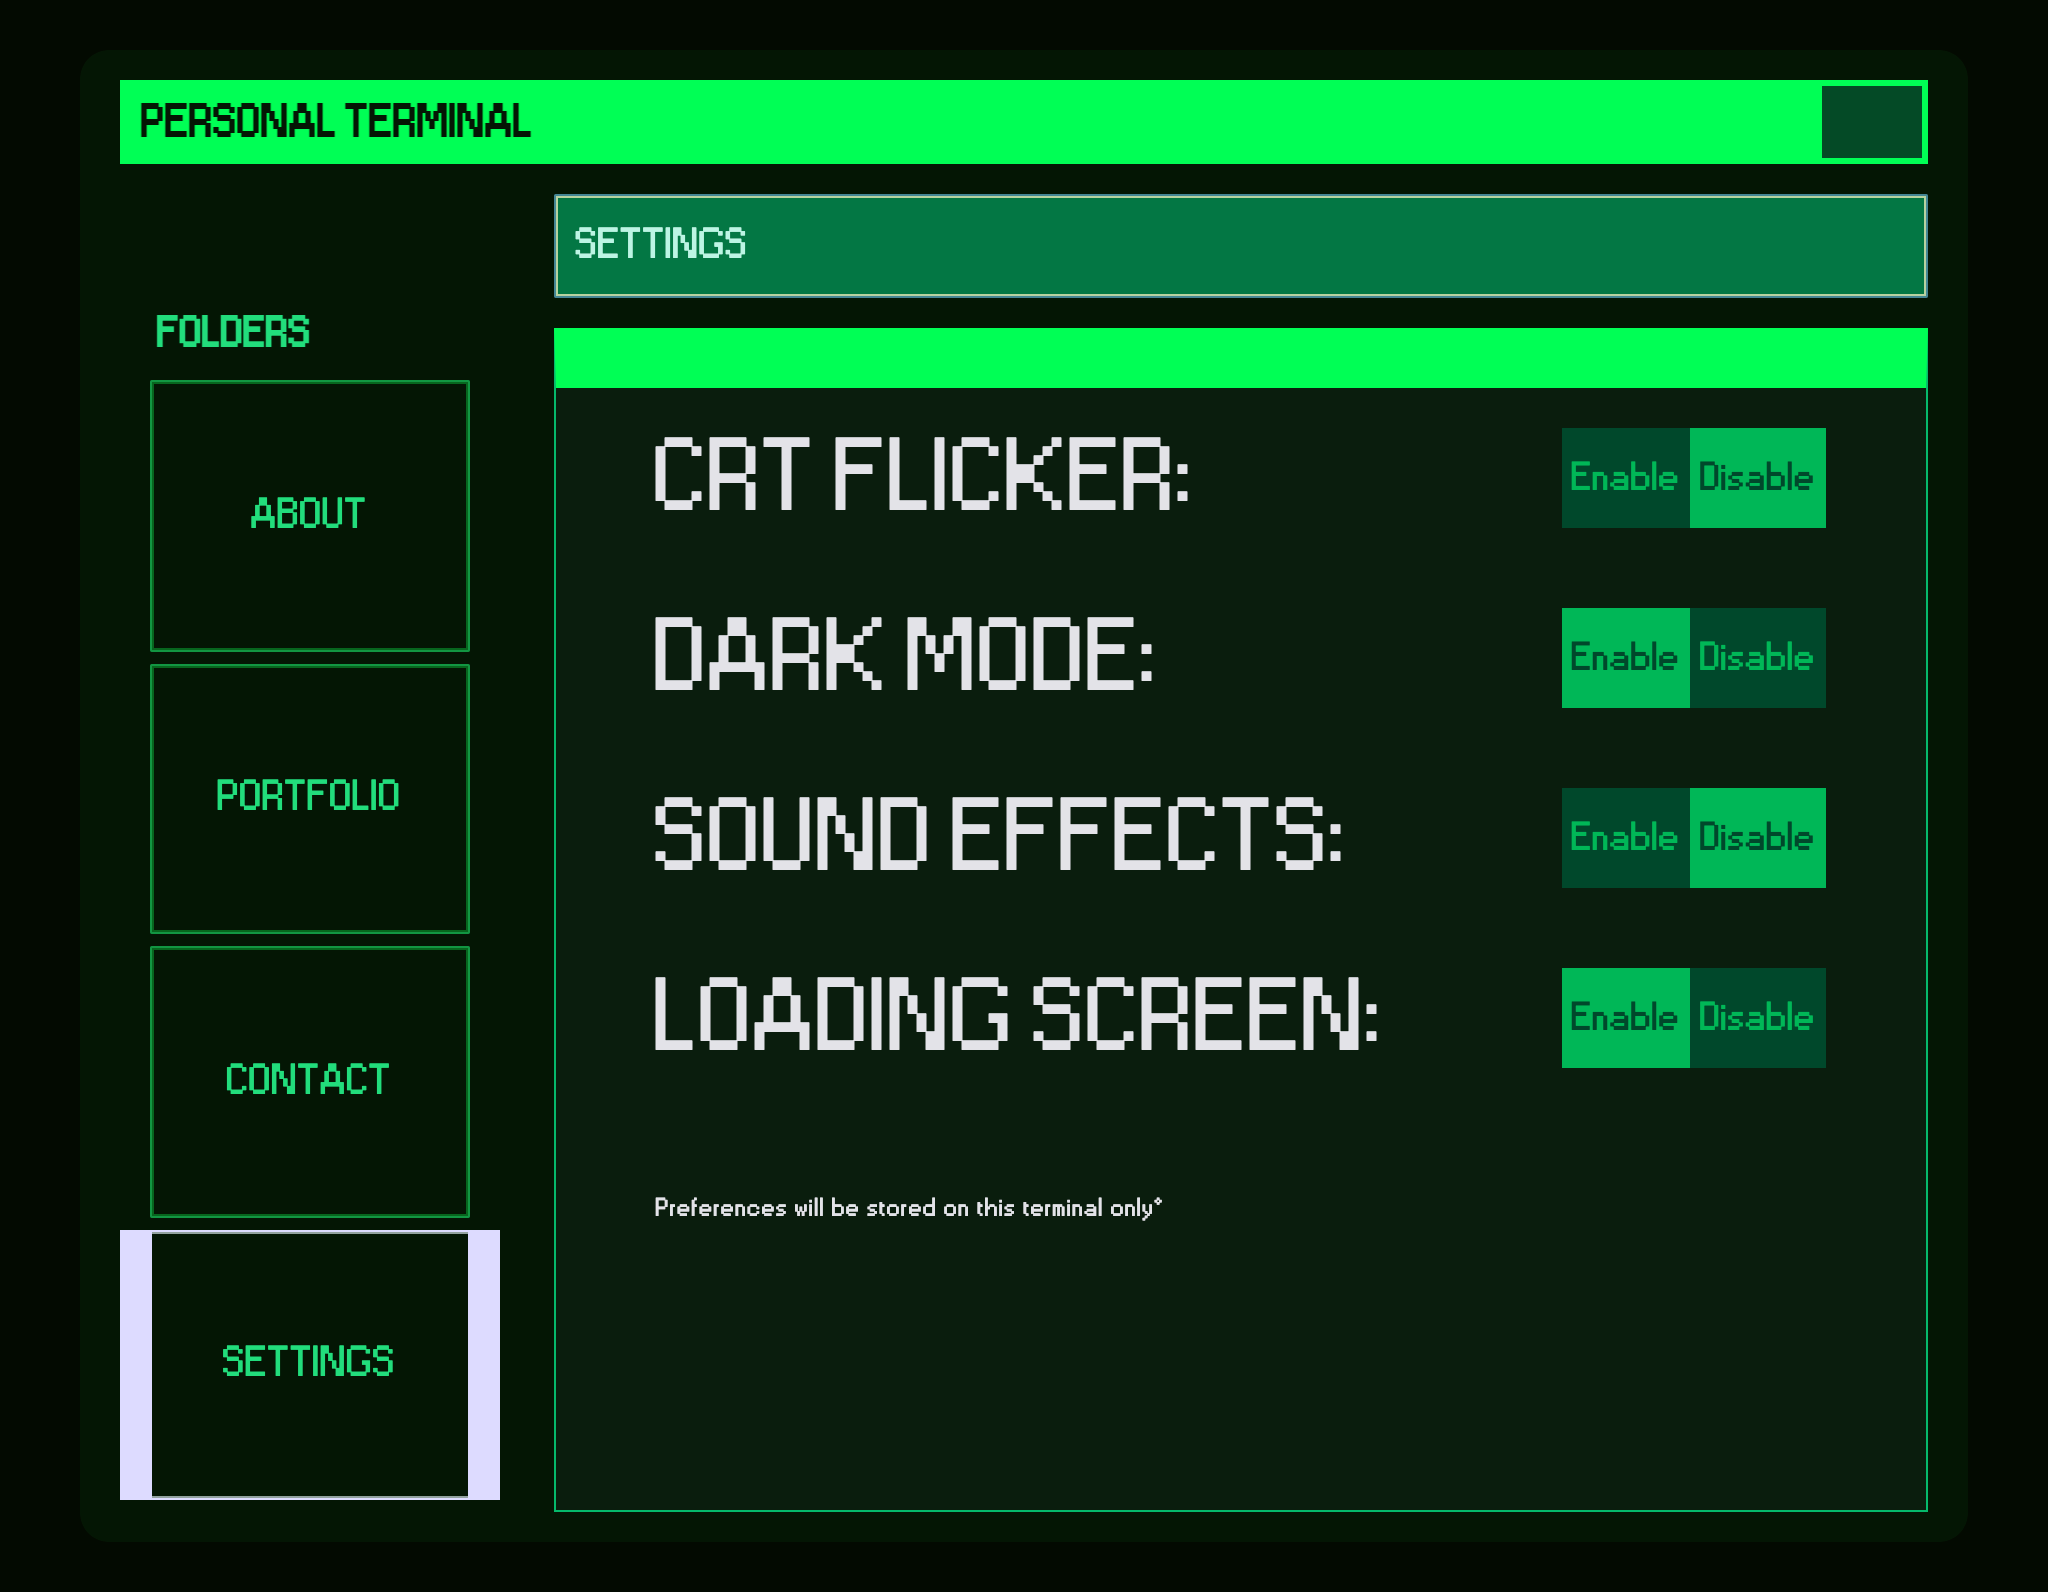 PERSONAL TERMINAL
SETTINGS
FOLDERS
ABOUT
PORTFOLIO
CONTACT
SETTINGS
CRT FLICKER: Enable Disable
DARK MODE: Enable Disable
SOUND EFFECTS: Enable Disable
LOADING SCREEN: Enable Disable
Preferences will be stored on this terminal only*